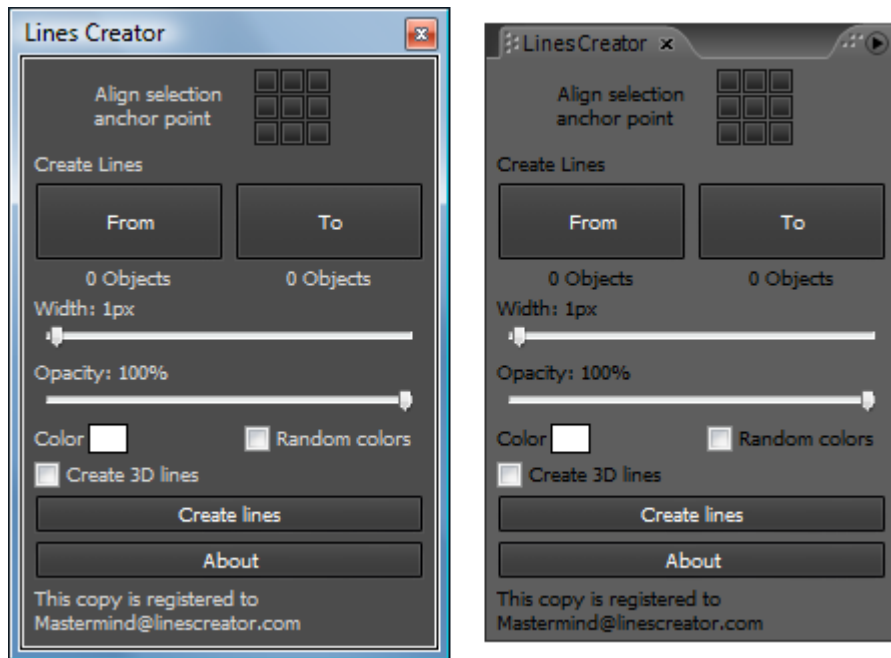 Lines Creator
Align selection
anchor point
Create Lines
From To
0 Objects 0 Objects
Width: 1px
Opacity: 100%
Color Random colors
Create 3D lines
Create lines
About
This copy is registered to
Mastermind@linescreator.com
LinesCreator
Align selection
anchor point
Create Lines
From To
0 Objects 0 Objects
Width: 1px
Opacity: 100%
Color Random colors
Create 3D lines
Create lines
About
This copy is registered to
Mastermind@linescreator.com